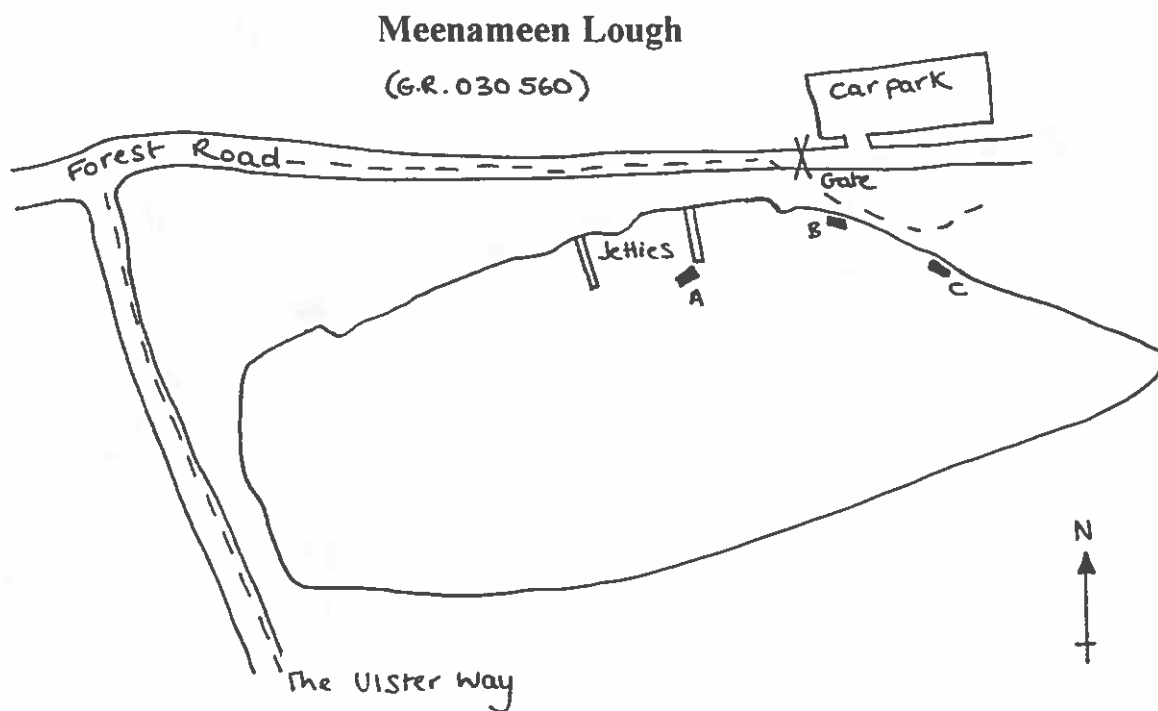 Meenameen Lough
(G.R. 030 560)
Car park
Forest Road
Gate
B
Jetties
A
C
N
The Ulster Way